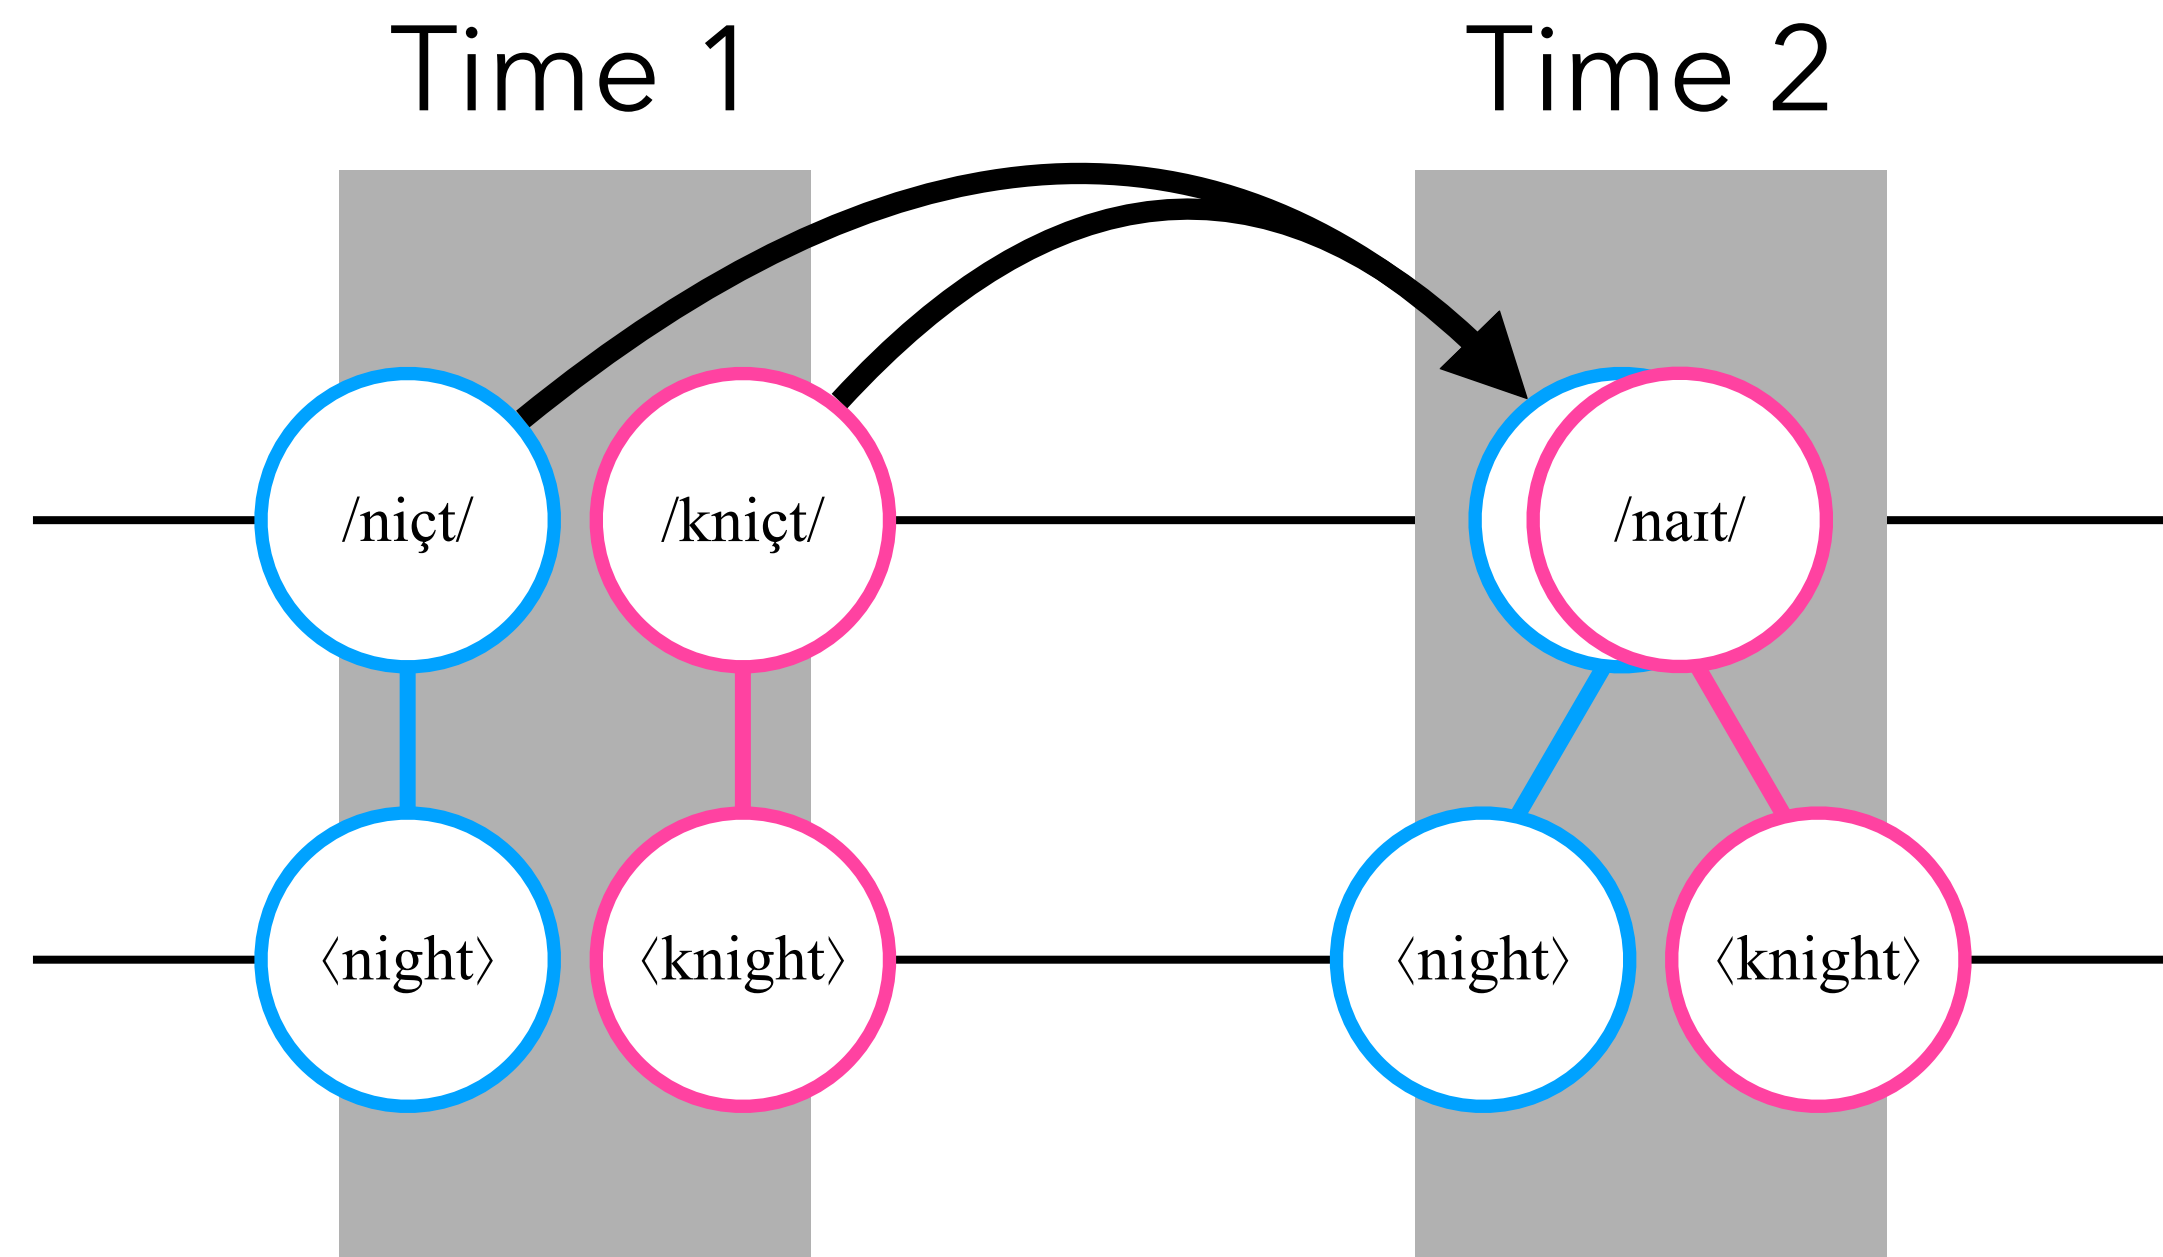 Time 1 Time 2
/niçt/ /kniçt/ /naɪt/
⟨night⟩ ⟨knight⟩ ⟨night⟩ ⟨knight⟩